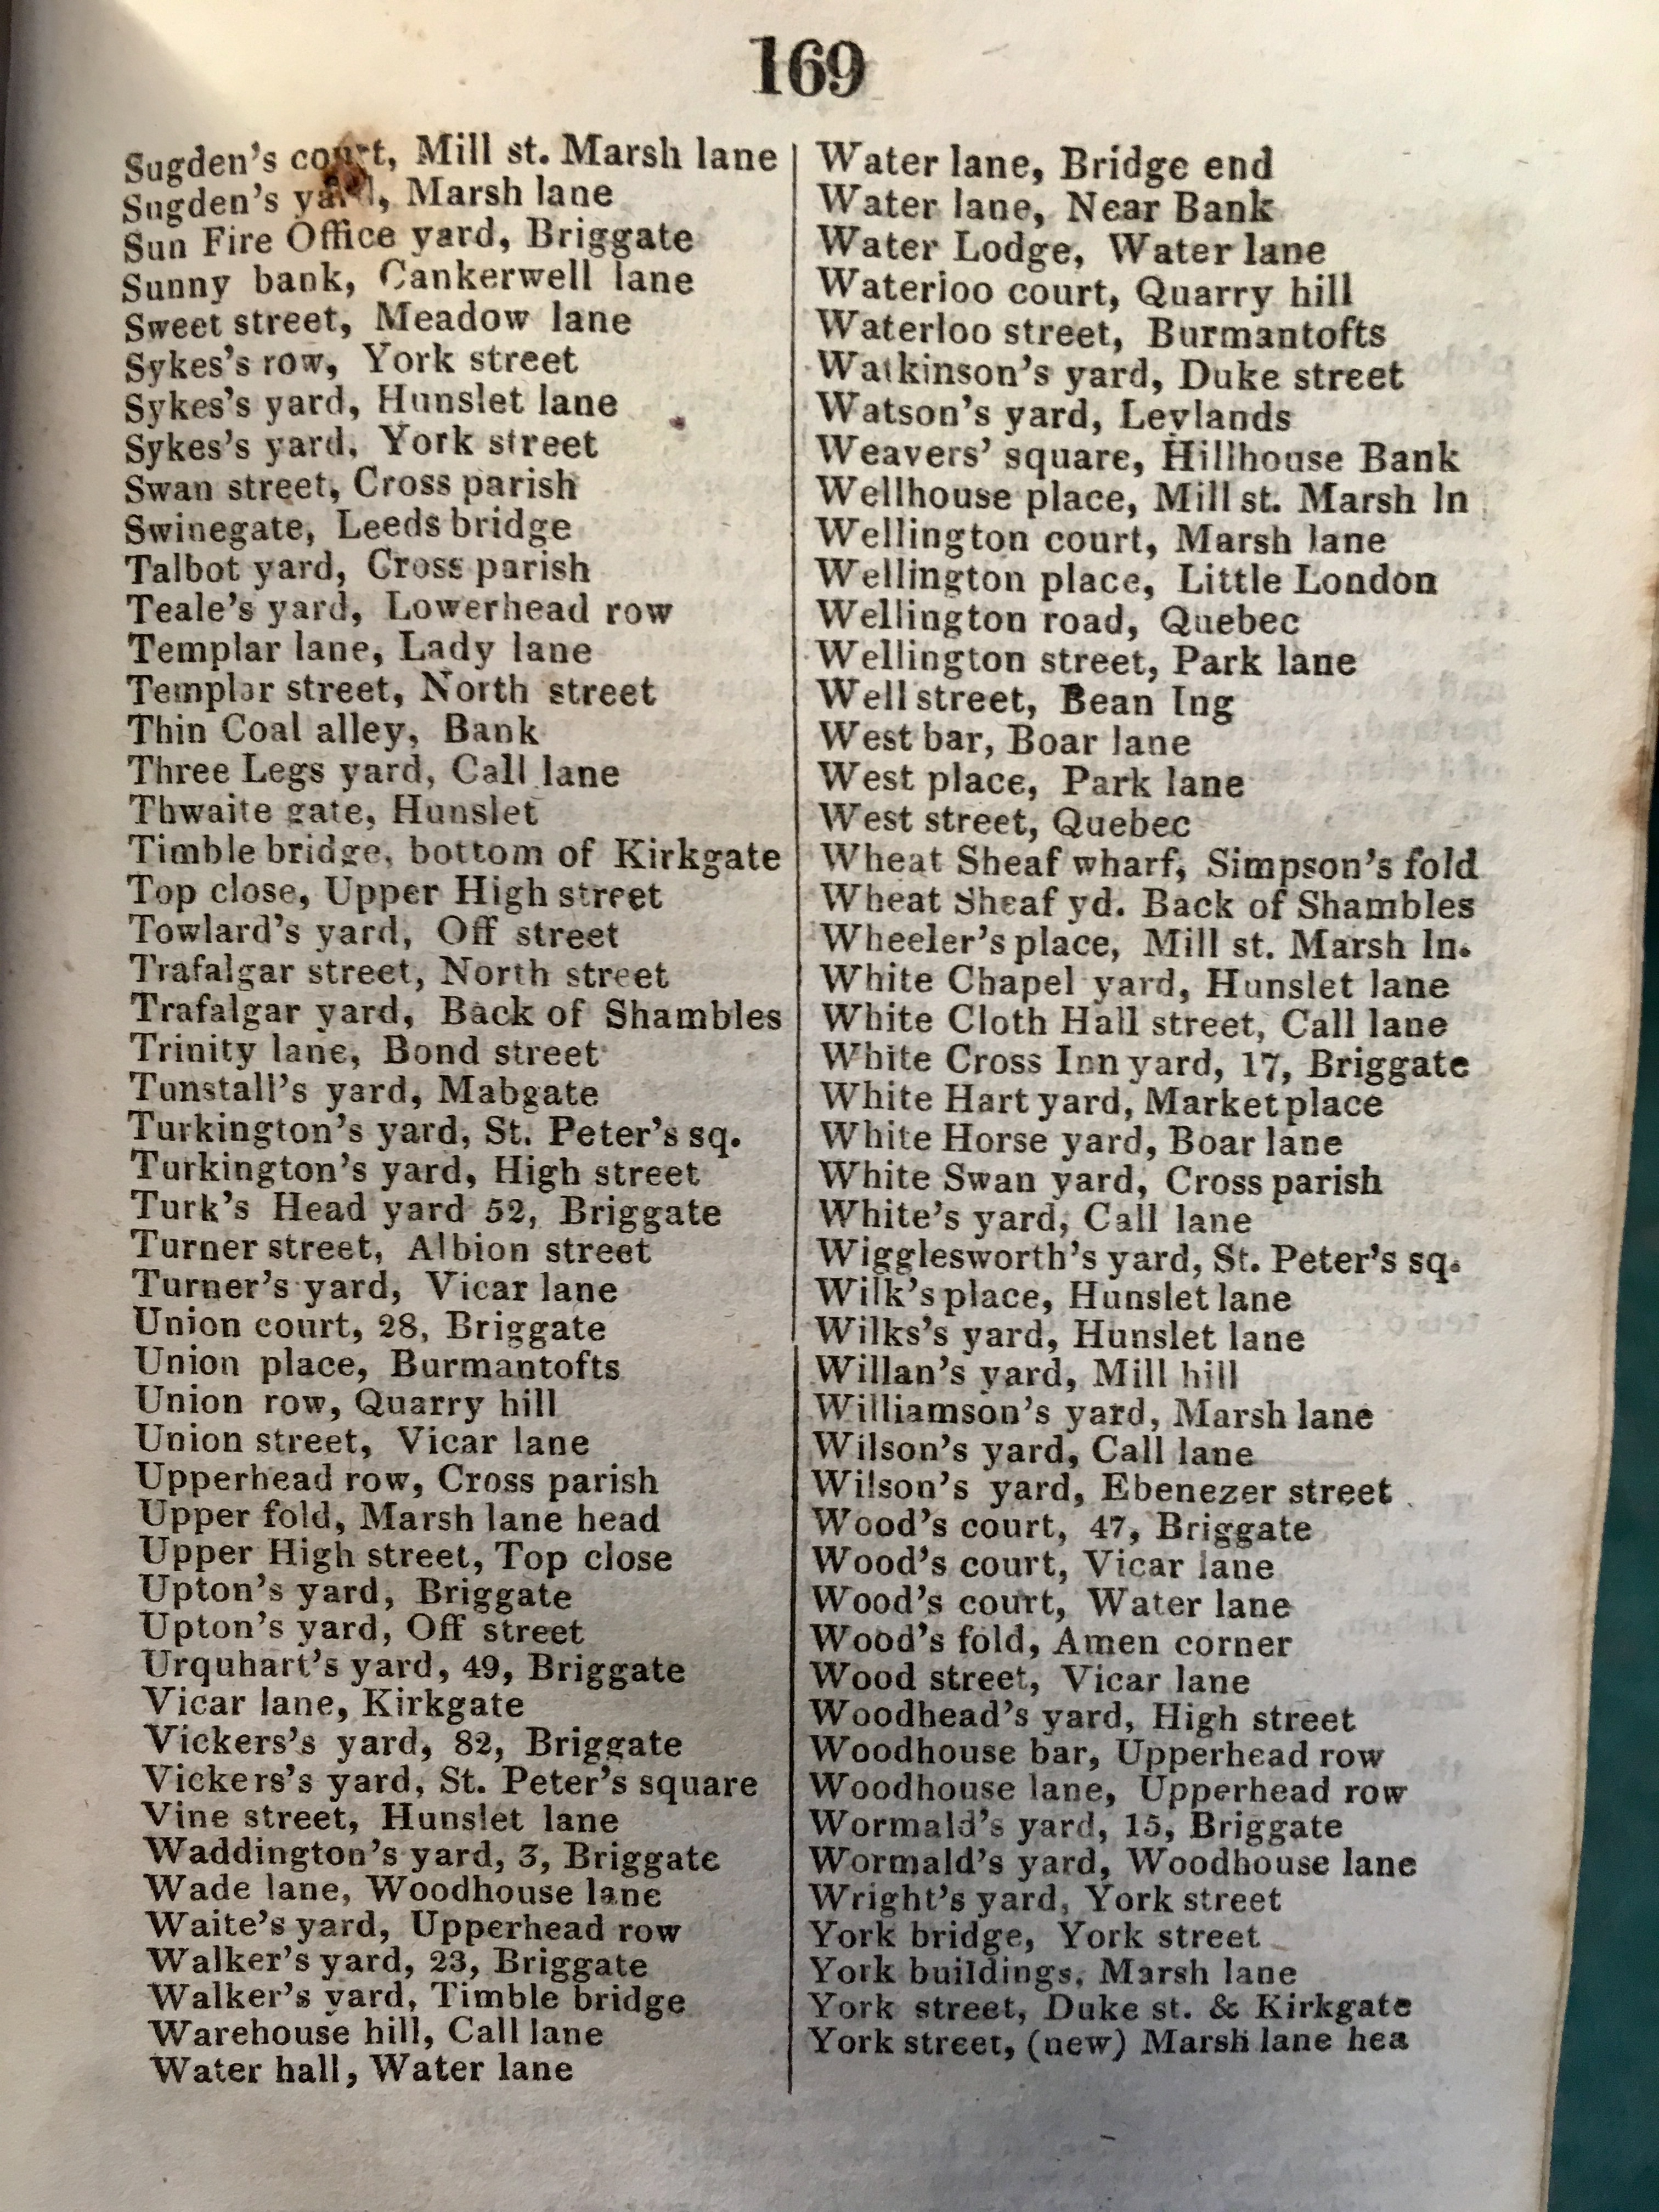 169
Sugden's court, Mill st. Marsh lane
Sugden's yard, Marsh lane
Sun Fire Office yard, Briggate
Sunny bank, Cankerwell lane
Sweet street, Meadow lane
Sykes's row, York street
Sykes's yard, Hunslet lane
Sykes's yard, York street
Swan street, Cross parish
Swinegate, Leeds bridge
Talbot yard, Cross parish
Teale's yard, Lowerhead row
Templar lane, Lady lane
Templar street, North street
Thin Coal alley, Bank
Three Legs yard, Call lane
Thwaite gate, Hunslet
Timble bridge, bottom of Kirkgate
Top close, Upper High street
Towlard's yard, Off street
Trafalgar street, North street
Trafalgar yard, Back of Shambles
Trinity lane, Bond street
Tunstall's yard, Mabgate
Turkington's yard, St. Peter's sq.
Turkington's yard, High street
Turk's Head yard 52, Briggate
Turner street, Albion street
Turner's yard, Vicar lane
Union court, 28, Briggate
Union place, Burmantofts
Union row, Quarry hill
Union street, Vicar lane
Upperhead row, Cross parish
Upper fold, Marsh lane head
Upper High street, Top close
Upton's yard, Briggate
Upton's yard, Off street
Urquhart's yard, 49, Briggate
Vicar lane, Kirkgate
Vickers's yard, 82, Briggate
Vickers's yard, St. Peter's square
Vine street, Hunslet lane
Waddington's yard, 3, Briggate
Wade lane, Woodhouse lane
Waite's yard, Upperhead row
Walker's yard, 23, Briggate
Walker's yard, Timble bridge
Warehouse hill, Call lane
Water hall, Water lane
Water lane, Bridge end
Water lane, Near Bank
Water Lodge, Water lane
Waterloo court, Quarry hill
Waterloo street, Burmantofts
Watkinson's yard, Duke street
Watson's yard, Leylands
Weavers' square, Hillhouse Bank
Wellhouse place, Mill st. Marsh ln
Wellington court, Marsh lane
Wellington place, Little London
Wellington road, Quebec
Wellington street, Park lane
Well street, Bean Ing
West bar, Boar lane
West place, Park lane
West street, Quebec
Wheat Sheaf wharf, Simpson's fold
Wheat Sheaf yd. Back of Shambles
Wheeler's place, Mill st. Marsh ln.
White Chapel yard, Hunslet lane
White Cloth Hall street, Call lane
White Cross Inn yard, 17, Briggate
White Hart yard, Market place
White Horse yard, Boar lane
White Swan yard, Cross parish
White's yard, Call lane
Wigglesworth's yard, St. Peter's sq.
Wilk's place, Hunslet lane
Wilks's yard, Hunslet lane
Willan's yard, Mill hill
Williamson's yard, Marsh lane
Wilson's yard, Call lane
Wilson's yard, Ebenezer street
Wood's court, 47, Briggate
Wood's court, Vicar lane
Wood's court, Water lane
Wood's fold, Amen corner
Wood street, Vicar lane
Woodhead's yard, High street
Woodhouse bar, Upperhead row
Woodhouse lane, Upperhead row
Wormald's yard, 15, Briggate
Wormald's yard, Woodhouse lane
Wright's yard, York street
York bridge, York street
York buildings, Marsh lane
York street, Duke st. & Kirkgate
York street, (new) Marsh lane hea